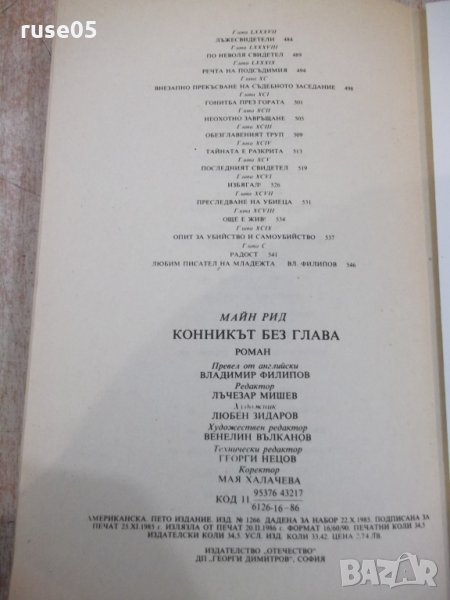 ruse05
Глава LXXXVII
ЛЪЖЕСВИДЕТЕЛИ 484
Глава LXXXVIII
ПО НЕВОЛЯ СВИДЕТЕЛ 489
Глава LXXXIX
РЕЧТА НА ПОДСЪДИМИЯ 494
Глава XC
ВНЕЗАПНО ПРЕКЪСВАНЕ НА СЪДЕБНОТО ЗАСЕДАНИЕ 498
Глава XCI
ГОНИТБА ПРЕЗ ГОРАТА 501
Глава XCII
НЕОХОТНО ЗАВРЪЩАНЕ 505
Глава XCIII
ОБЕЗГЛАВЕНИЯТ ТРУП 509
Глава XCIV
ТАЙНАТА Е РАЗКРИТА 513
Глава XCV
ПОСЛЕДНИЯТ СВИДЕТЕЛ 519
Глава XCVI
ИЗБЯГАЛ! 526
Глава XCVII
ПРЕСЛЕДВАНЕ НА УБИЕЦА 531
Глава XCVIII
ОЩЕ Е ЖИВ! 534
Глава XCIX
ОПИТ ЗА УБИЙСТВО И САМОУБИЙСТВО 537
Глава C
РАДОСТ 541
ЛЮБИМ ПИСАТЕЛ НА МЛАДЕЖТА ВЛ. ФИЛИПОВ 546
МАЙН РИД
КОННИКЪТ БЕЗ ГЛАВА
РОМАН
Превел от английски
ВЛАДИМИР ФИЛИПОВ
Редактор
ЛЪЧЕЗАР МИШЕВ
Художник
ЛЮБЕН ЗИДАРОВ
Художествен редактор
ВЕНЕЛИН ВЪЛКАНОВ
Технически редактор
ГЕОРГИ НЕЦОВ
Коректор
МАЯ ХАЛАЧЕВА
КОД 11 95376 43217
6126-16-86
АМЕРИКАНСКА. ПЕТО ИЗДАНИЕ. ИЗД. № 1266 ДАДЕНА ЗА НАБОР 22.X.1985. ПОДПИСАНА ЗА
ПЕЧАТ 25.XI.1985 Г. ИЗЛЯЗЛА ОТ ПЕЧАТ 20.II.1986 Г. ФОРМАТ 16/60/90. ПЕЧАТНИ КОЛИ 34,5
ИЗДАТЕЛСКИ КОЛИ 34,5. УСЛ. ИЗД. КОЛИ 33,42. ЦЕНА 2,74 ЛВ.
ИЗДАТЕЛСТВО „ОТЕЧЕСТВО"
ДП „ГЕОРГИ ДИМИТРОВ", СОФИЯ
BAZAR
bg